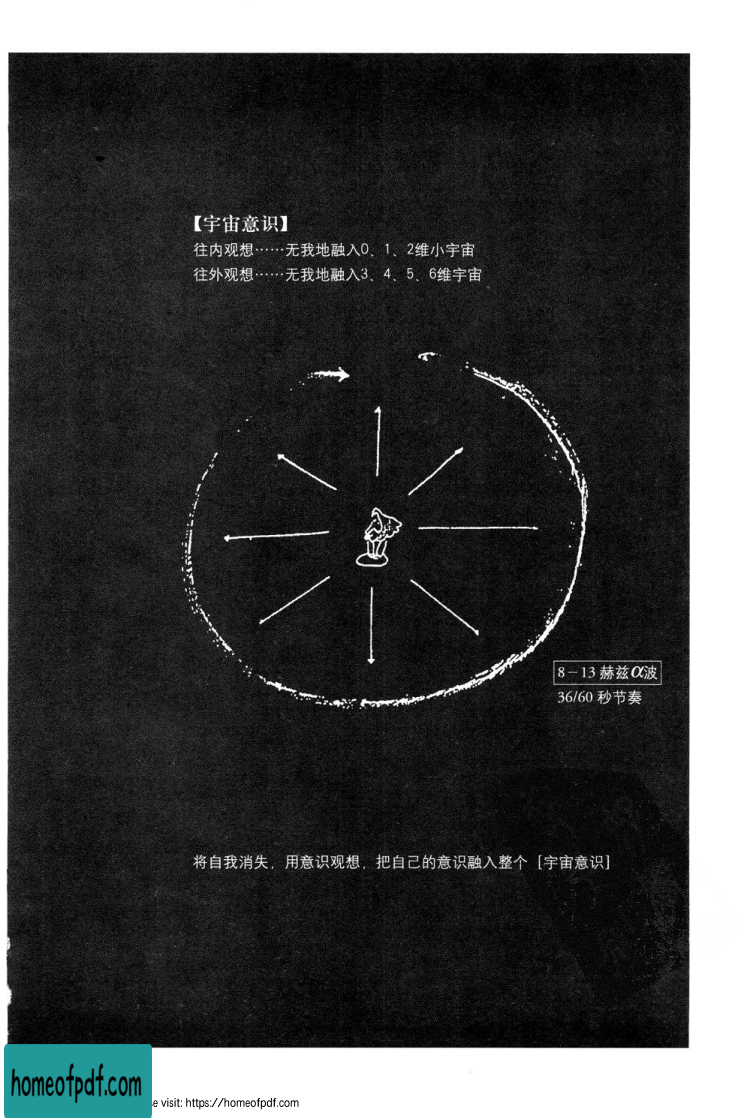 【宇宙意识】
往内观想……无我地融入0、1、2维小宇宙
往外观想……无我地融入3、4、5、6维宇宙
8－13 赫兹α波
36/60 秒节奏
将自我消失，用意识观想，把自己的意识融入整个［宇宙意识］
homeofpdf.com
e visit: https://homeofpdf.com